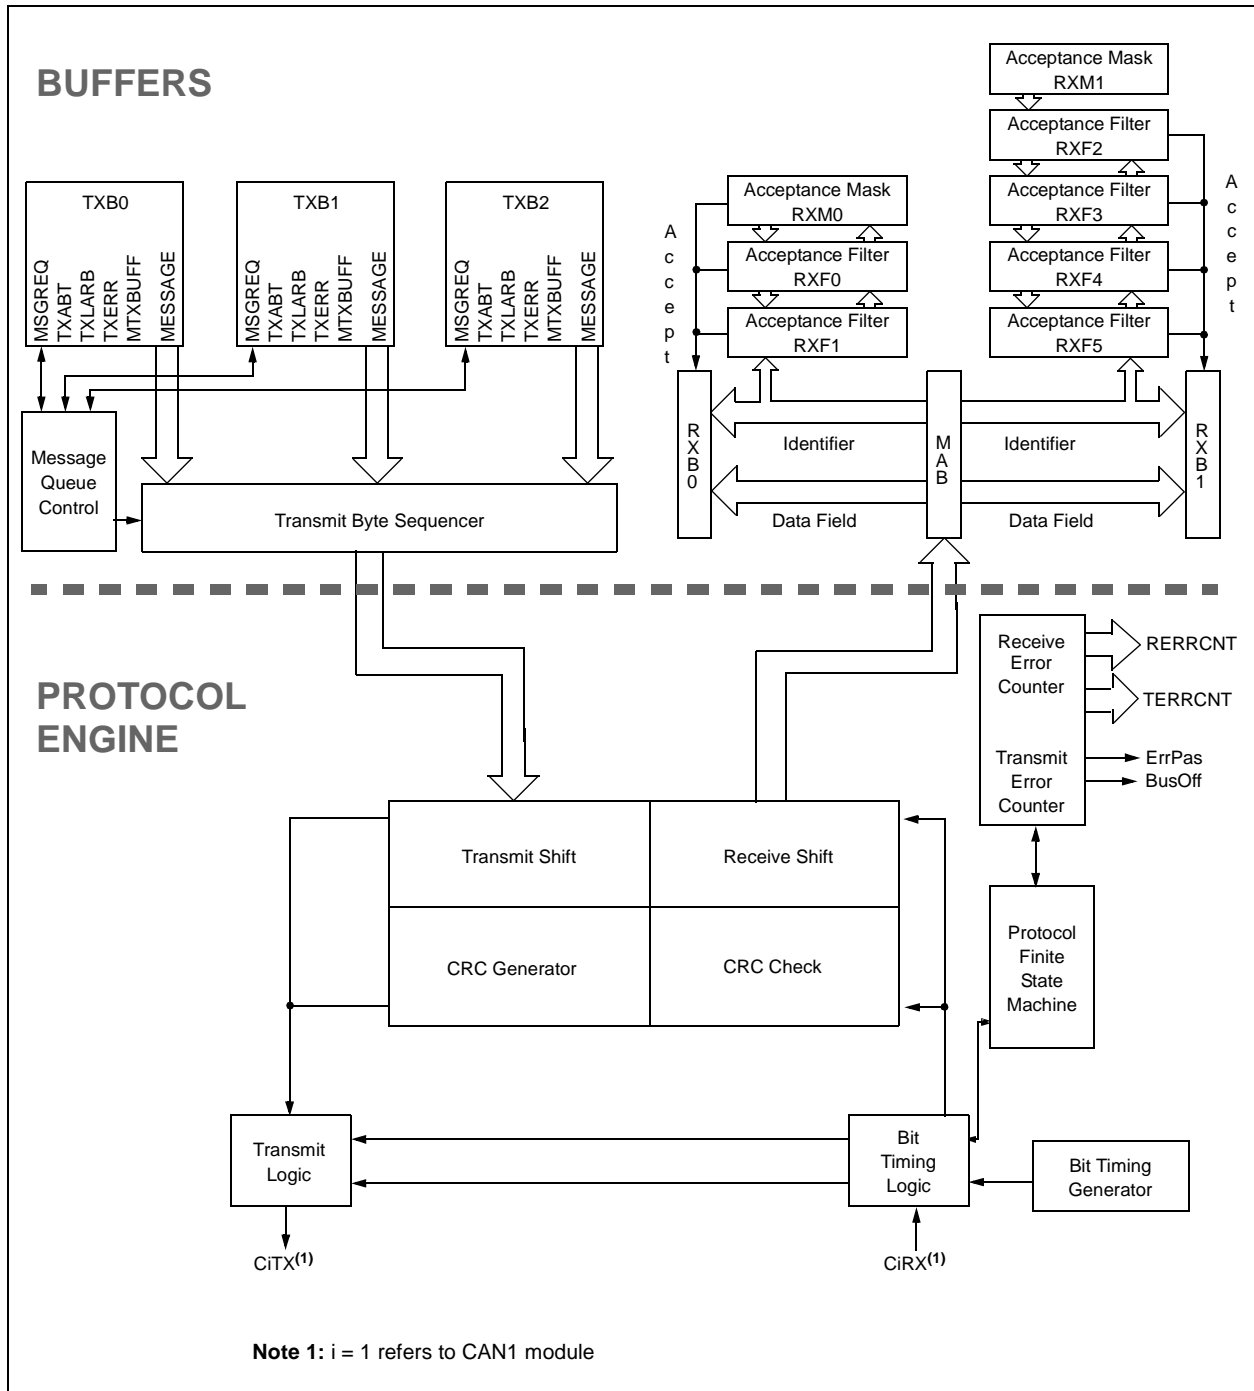 BUFFERS
Acceptance Mask
RXM1
Acceptance Filter
RXF2
Acceptance Filter
RXF3
Acceptance Filter
RXF4
Acceptance Filter
RXF5
Accept
Acceptance Mask
RXM0
Acceptance Filter
RXF0
Acceptance Filter
RXF1
Accept
TXB0
MSGREQ
TXABT
TXLARB
TXERR
MTXBUFF
MESSAGE
TXB1
MSGREQ
TXABT
TXLARB
TXERR
MTXBUFF
MESSAGE
TXB2
MSGREQ
TXABT
TXLARB
TXERR
MTXBUFF
MESSAGE
Message
Queue
Control
Transmit Byte Sequencer
RXB0
Identifier
Data Field
MAB
Identifier
Data Field
RXB1
PROTOCOL
ENGINE
Receive
Error
Counter
RERRCNT
TERRCNT
Transmit
Error
Counter
ErrPas
BusOff
Transmit Shift
Receive Shift
CRC Generator
CRC Check
Protocol
Finite
State
Machine
Transmit
Logic
Bit
Timing
Logic
Bit Timing
Generator
CiTX(1)
CiRX(1)
Note 1: i = 1 refers to CAN1 module